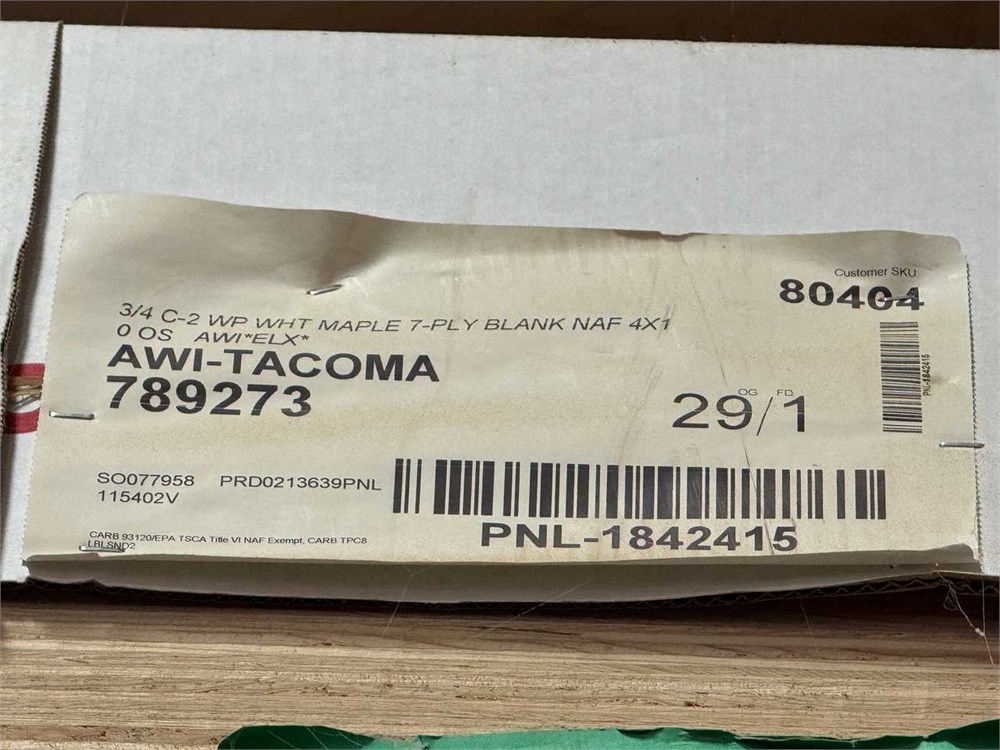 Customer SKU
80404
3/4 C-2 WP WHT MAPLE 7-PLY BLANK NAF 4X1
0 OS AWI*ELX*
AWI-TACOMA
789273
OG FD
29/1
PNL-1842415
SO077958 PRD0213639PNL
115402V
PNL-1842415
CARB 93120/EPA TSCA Title VI NAF Exempt, CARB TPC8
LBLSND2